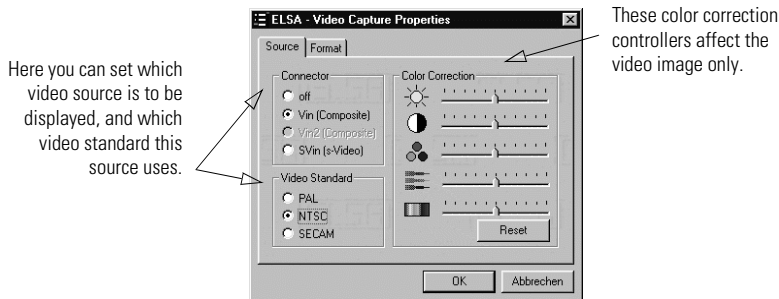 ELSA - Video Capture Properties
Source
Format
Here you can set which
video source is to be
displayed, and which
video standard this
source uses.
Connector
off
Vin (Composite)
Vin2 (Composite)
SVin (s-Video)
Video Standard
PAL
NTSC
SECAM
Color Correction
Reset
OK
Abbrechen
These color correction
controllers affect the
video image only.